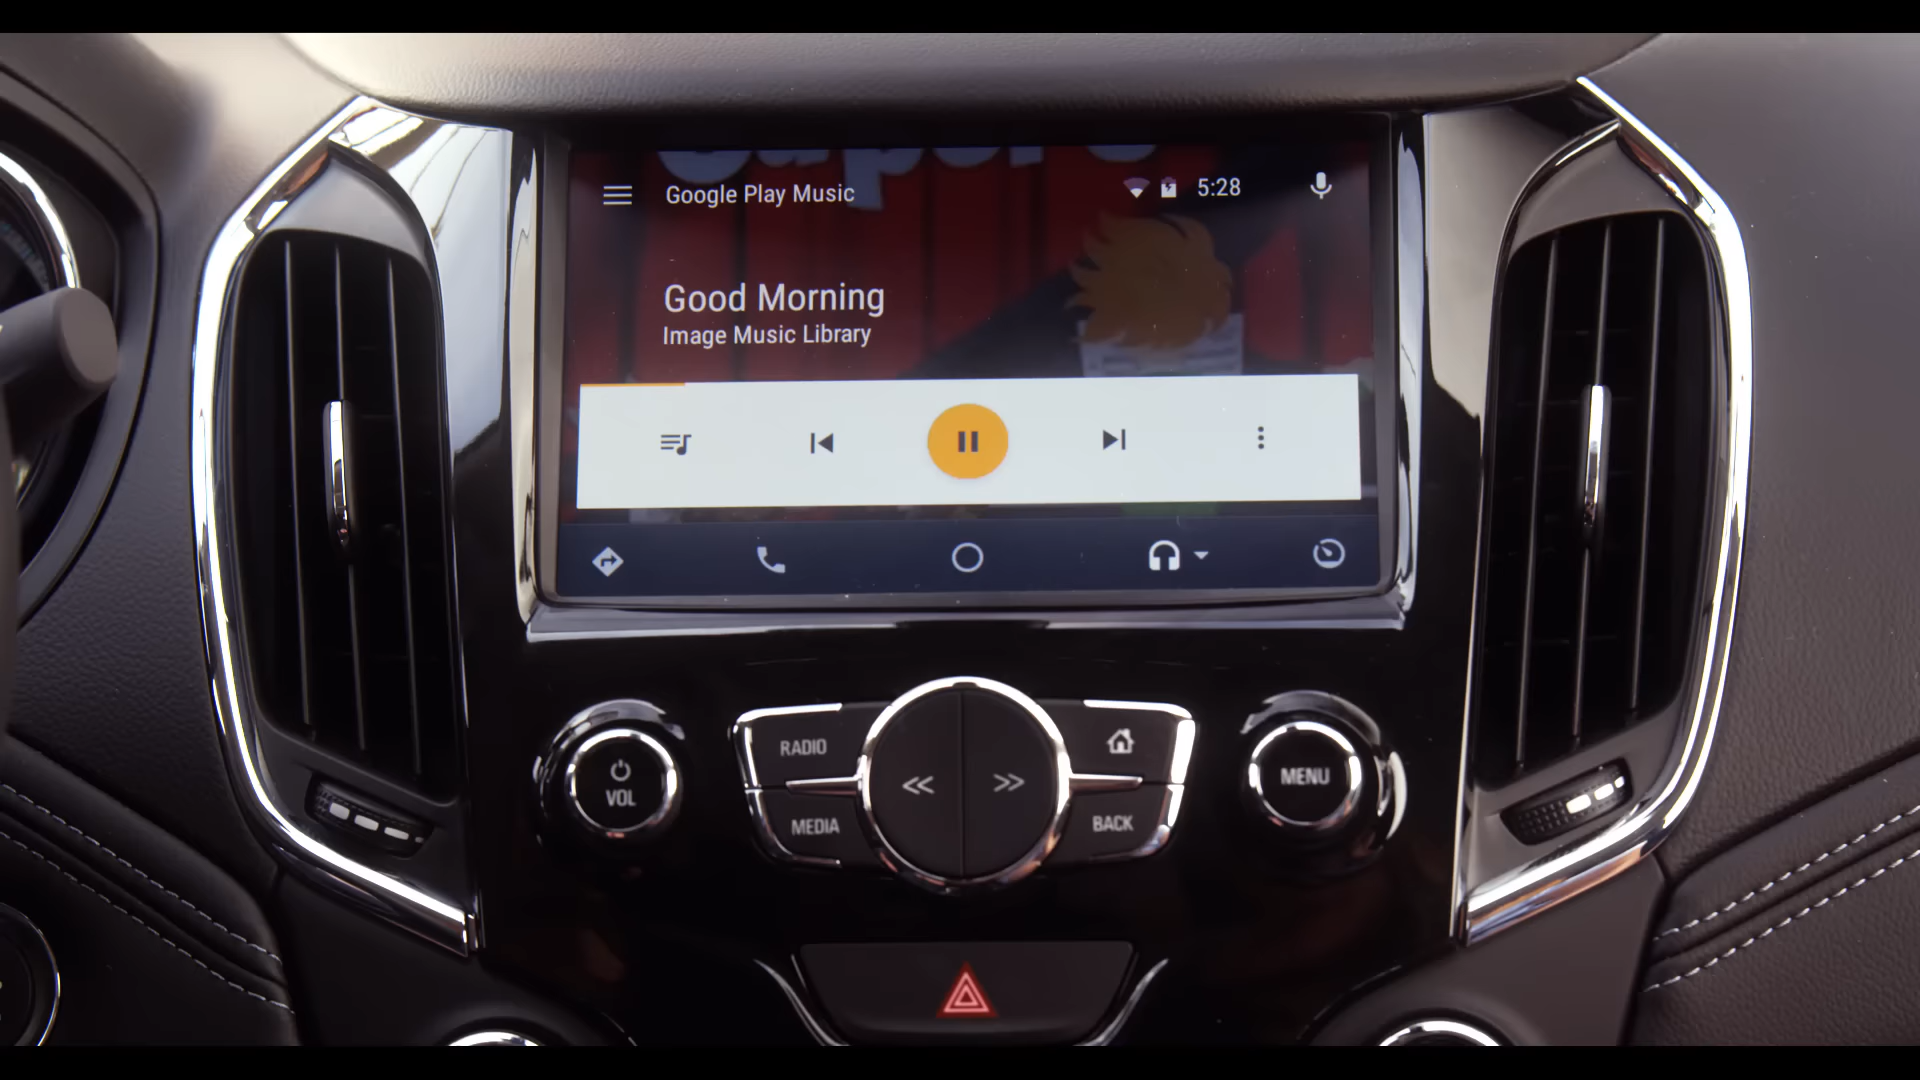 Google Play Music
5:28
Good Morning
Image Music Library
RADIO
VOL
MENU
MEDIA
BACK